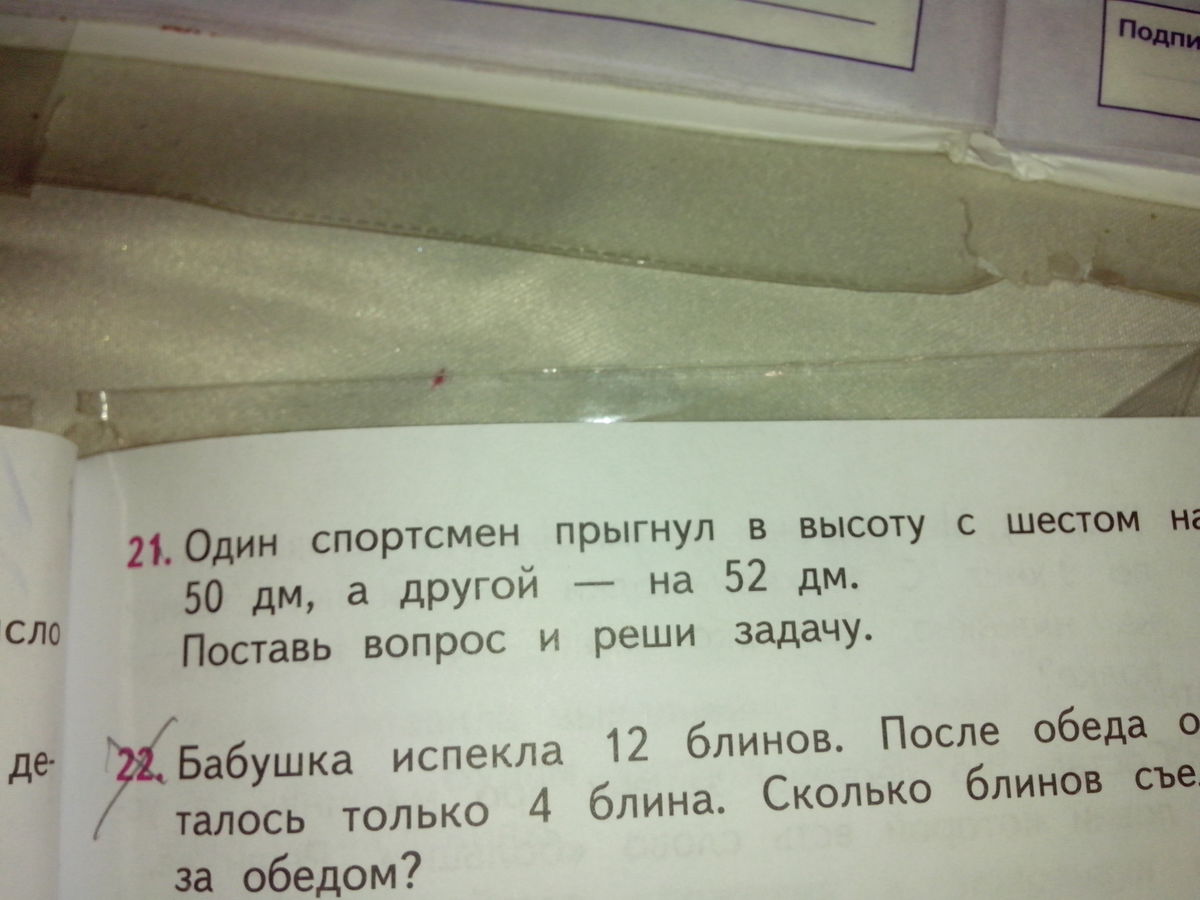 Подпи
21. Один спортсмен прыгнул в высоту с шестом на
50 дм, а другой — на 52 дм.
Поставь вопрос и реши задачу.
сло
де-
22. Бабушка испекла 12 блинов. После обеда о
талось только 4 блина. Сколько блинов съе
за обедом?